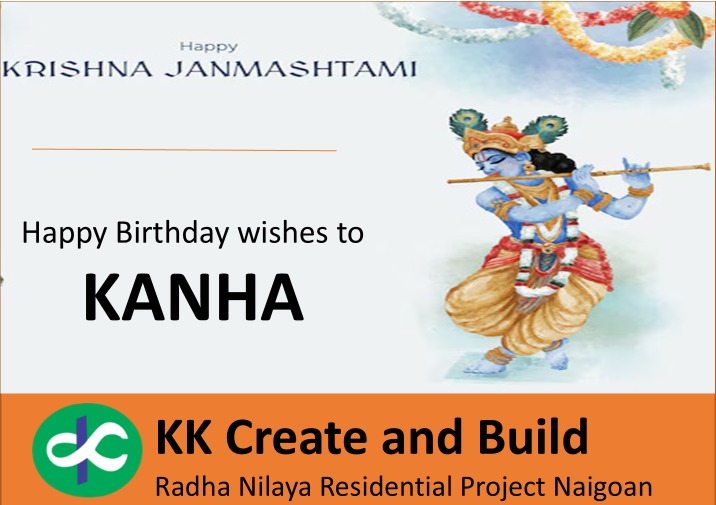 Happy
KRISHNA JANMASHTAMI
Happy Birthday wishes to
KANHA
KK Create and Build
Radha Nilaya Residential Project Naigoan